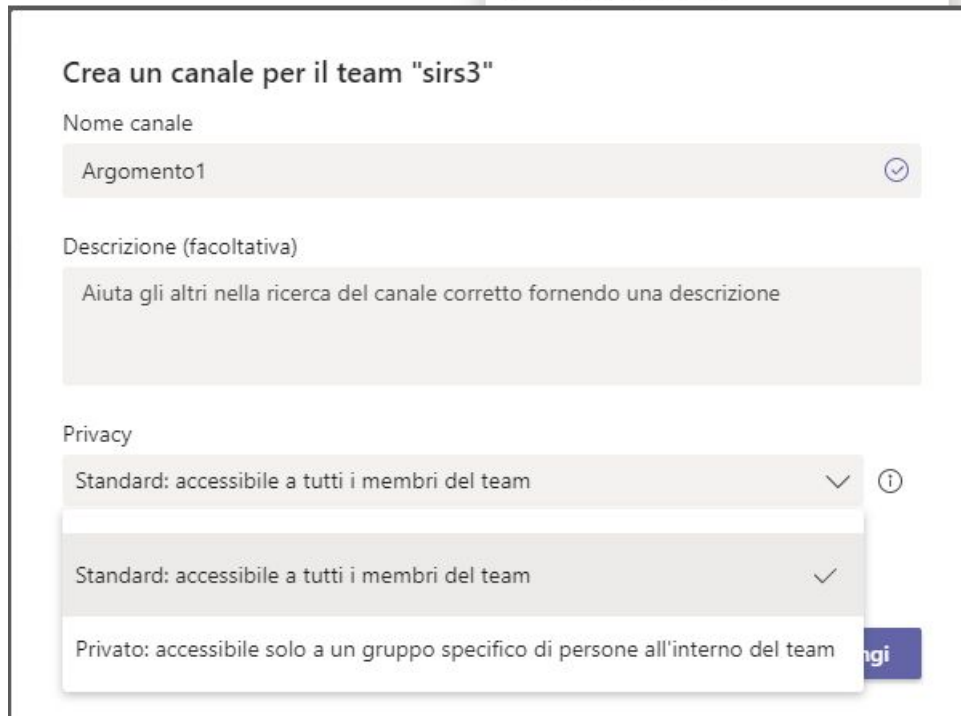 Crea un canale per il team "sirs3"
Nome canale
Argomento1
Descrizione (facoltativa)
Aiuta gli altri nella ricerca del canale corretto fornendo una descrizione
Privacy
Standard: accessibile a tutti i membri del team
Standard: accessibile a tutti i membri del team
Privato: accessibile solo a un gruppo specifico di persone all'interno del team